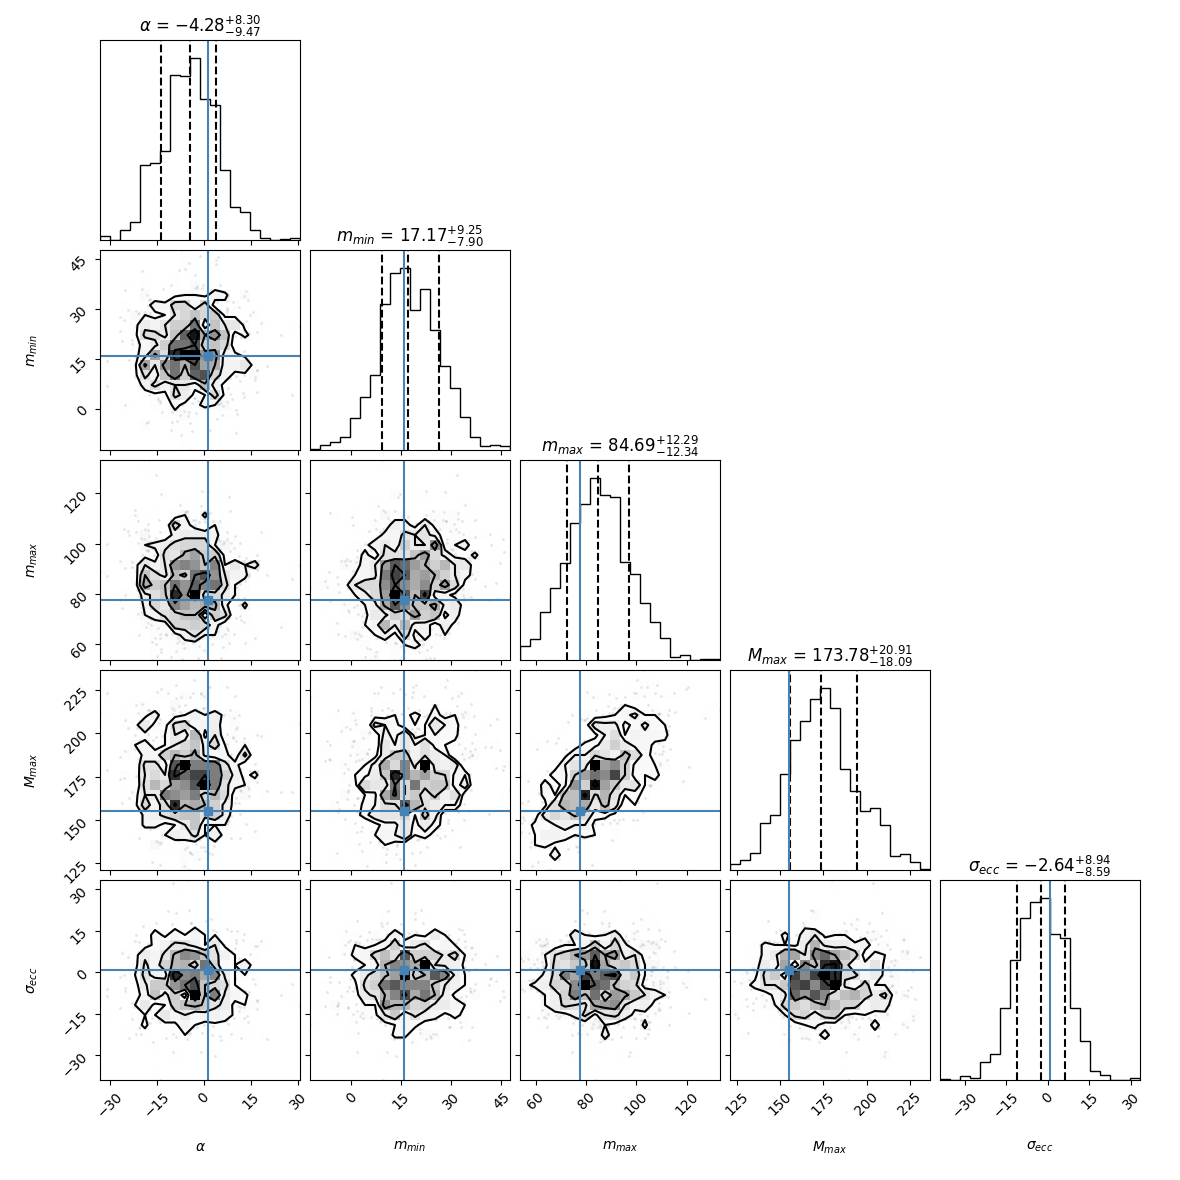 α = −4.28+8.30 −9.47
m_min = 17.17+9.25 −7.90
45
30
15
0
m_min
m_max = 84.69+12.29 −12.34
120
100
80
60
m_max
M_max = 173.78+20.91 −18.09
225
200
175
150
125
M_max
σ_ecc = −2.64+8.94 −8.59
30
15
0
−15
−30
σ_ecc
−30 −15 0 15 30 0 15 30 45 60 80 100 120 125 150 175 200 225 −30 −15 0 15 30
α m_min m_max M_max σ_ecc